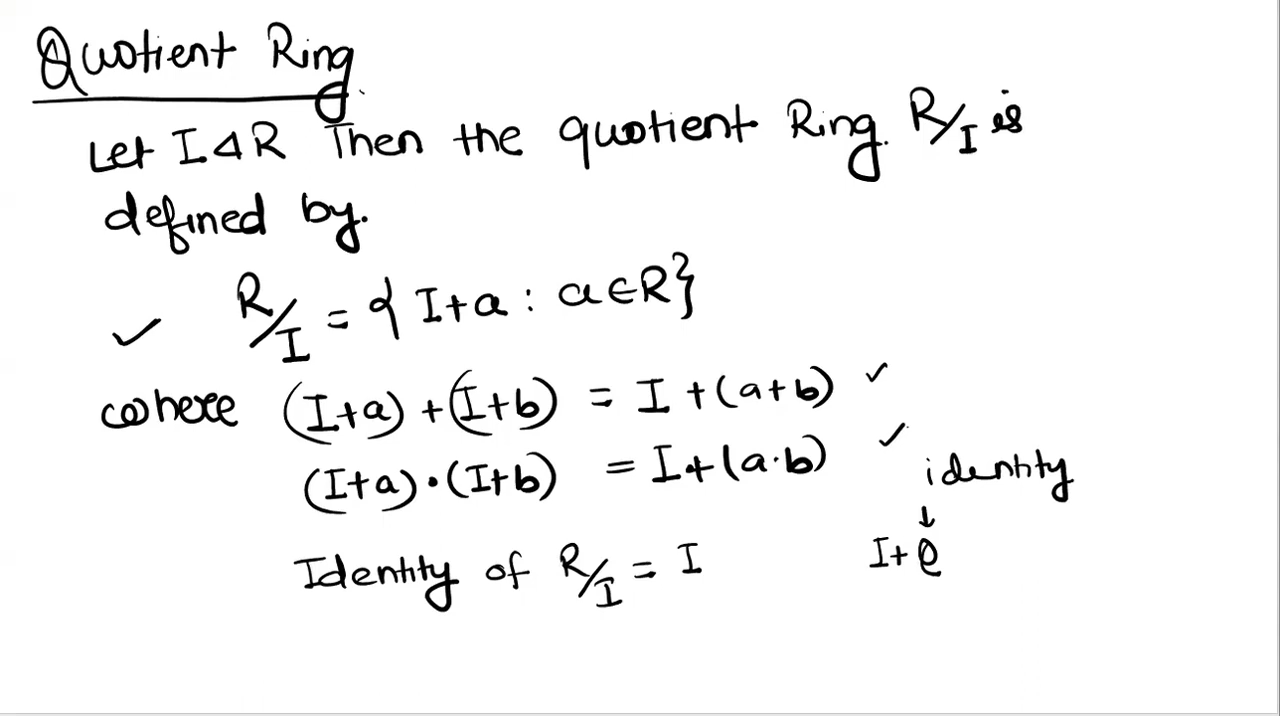 Quotient Ring.
Let I ⊲ R Then the quotient Ring. R/I is
defined by.
✓ R/I = { I+a : a∈R}
where (I+a) + (I+b) = I + (a+b) ✓
(I+a) · (I+b) = I + (a·b) ✓
identity
↓
Identity of R/I = I I+e